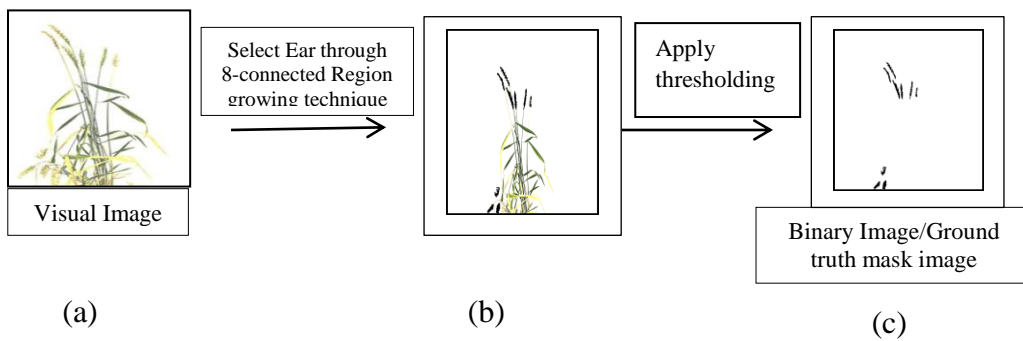 Select Ear through
8-connected Region
growing technique
Apply
thresholding
Visual Image
Binary Image/Ground
truth mask image
(a)
(b)
(c)